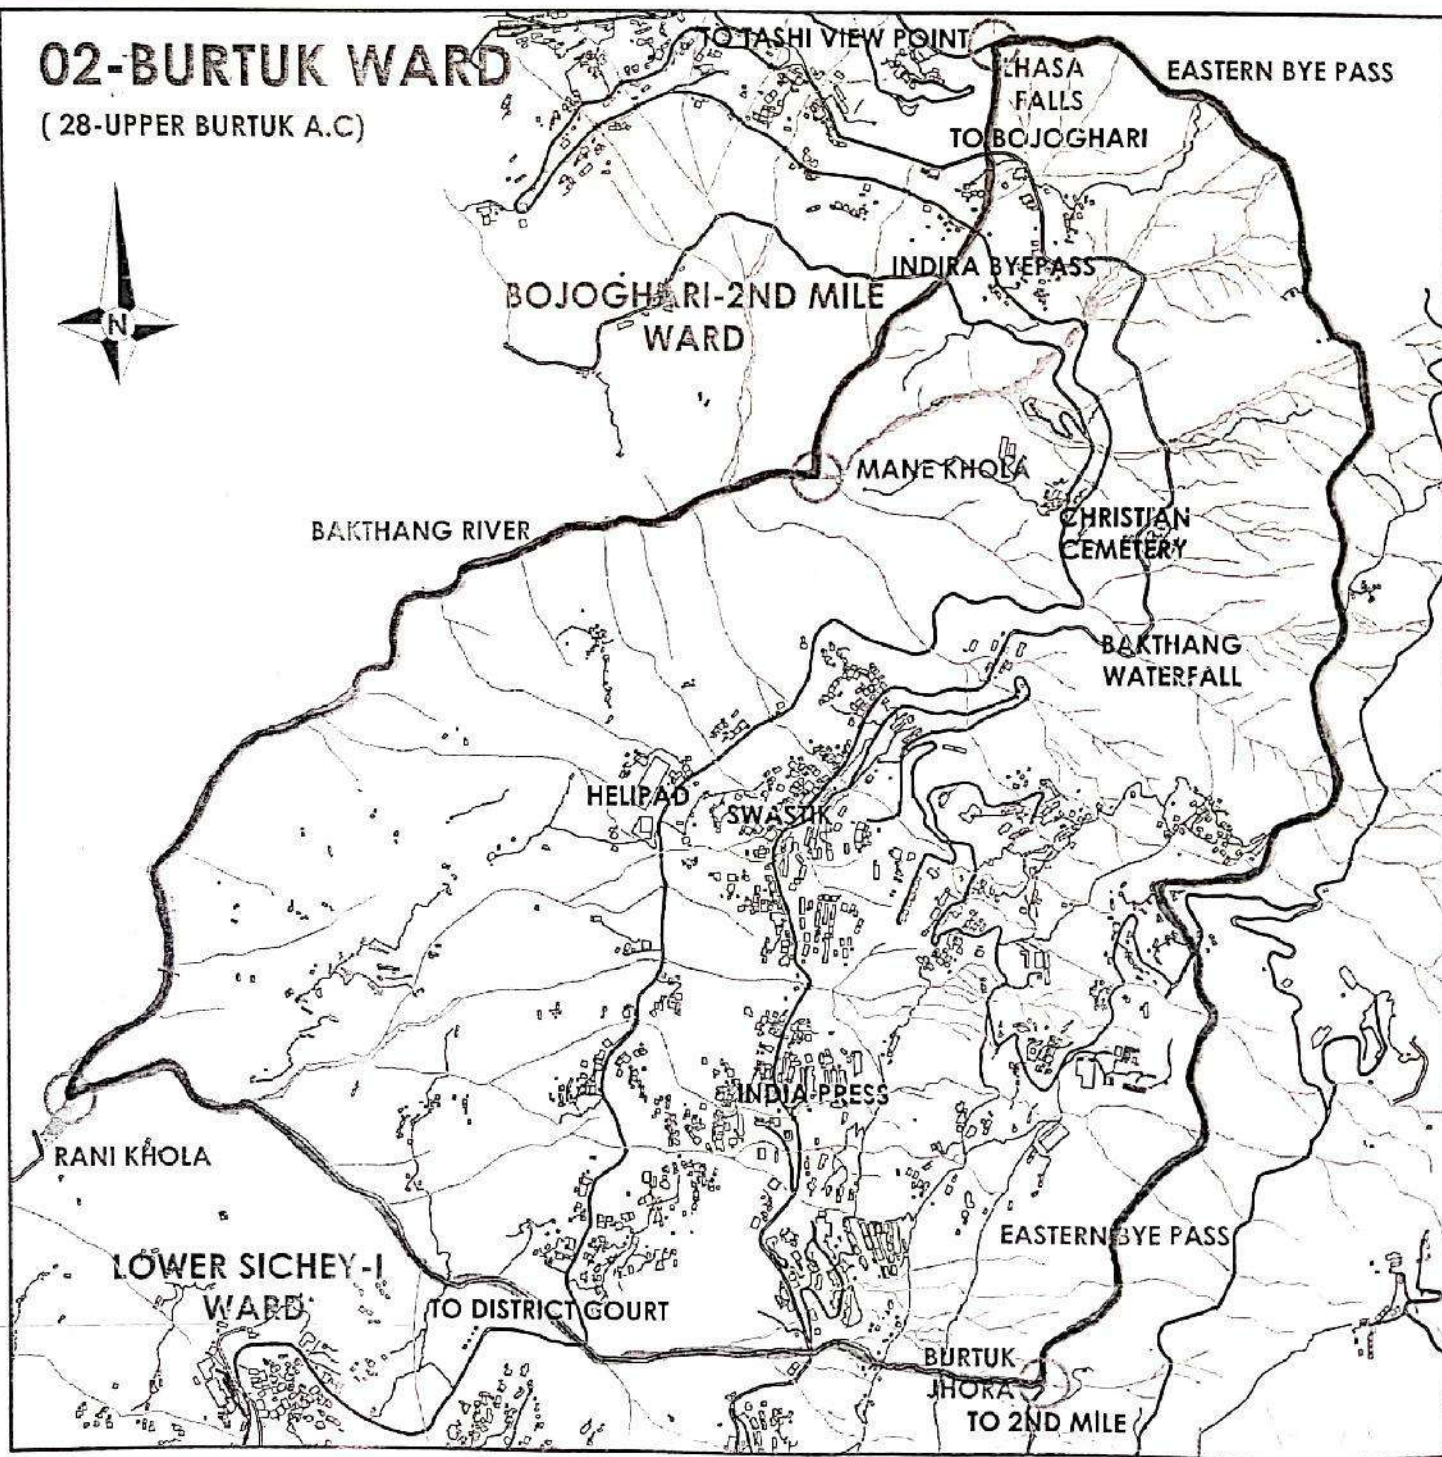 02-BURTUK WARD
( 28-UPPER BURTUK A.C)
TO TASHI VIEW POINT
LHASA
FALLS
EASTERN BYE PASS
TO BOJOGHARI
INDIRA BYEPASS
BOJOGHARI-2ND MILE
WARD
N
MANE KHOLA
BAKTHANG RIVER
CHRISTIAN
CEMETERY
BAKTHANG
WATERFALL
HELIPAD
SWASTIK
INDIA PRESS
RANI KHOLA
EASTERN BYE PASS
LOWER SICHEY-I
WARD
TO DISTRICT COURT
BURTUK
JHORA
TO 2ND MILE